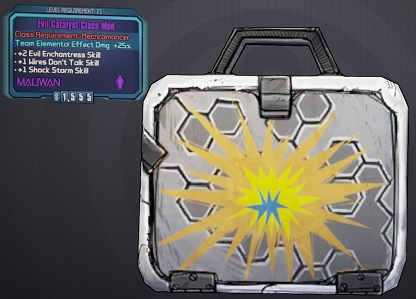 LEVEL REQUIREMENT: 21
Evil Catalyst Class Mod
Class Requirement: Mechromancer
Team Elemental Effect Dmg +25%
• +2 Evil Enchantress Skill
• +1 Wires Don't Talk Skill
• +1 Shock Storm Skill
MALIWAN
$ 1,555